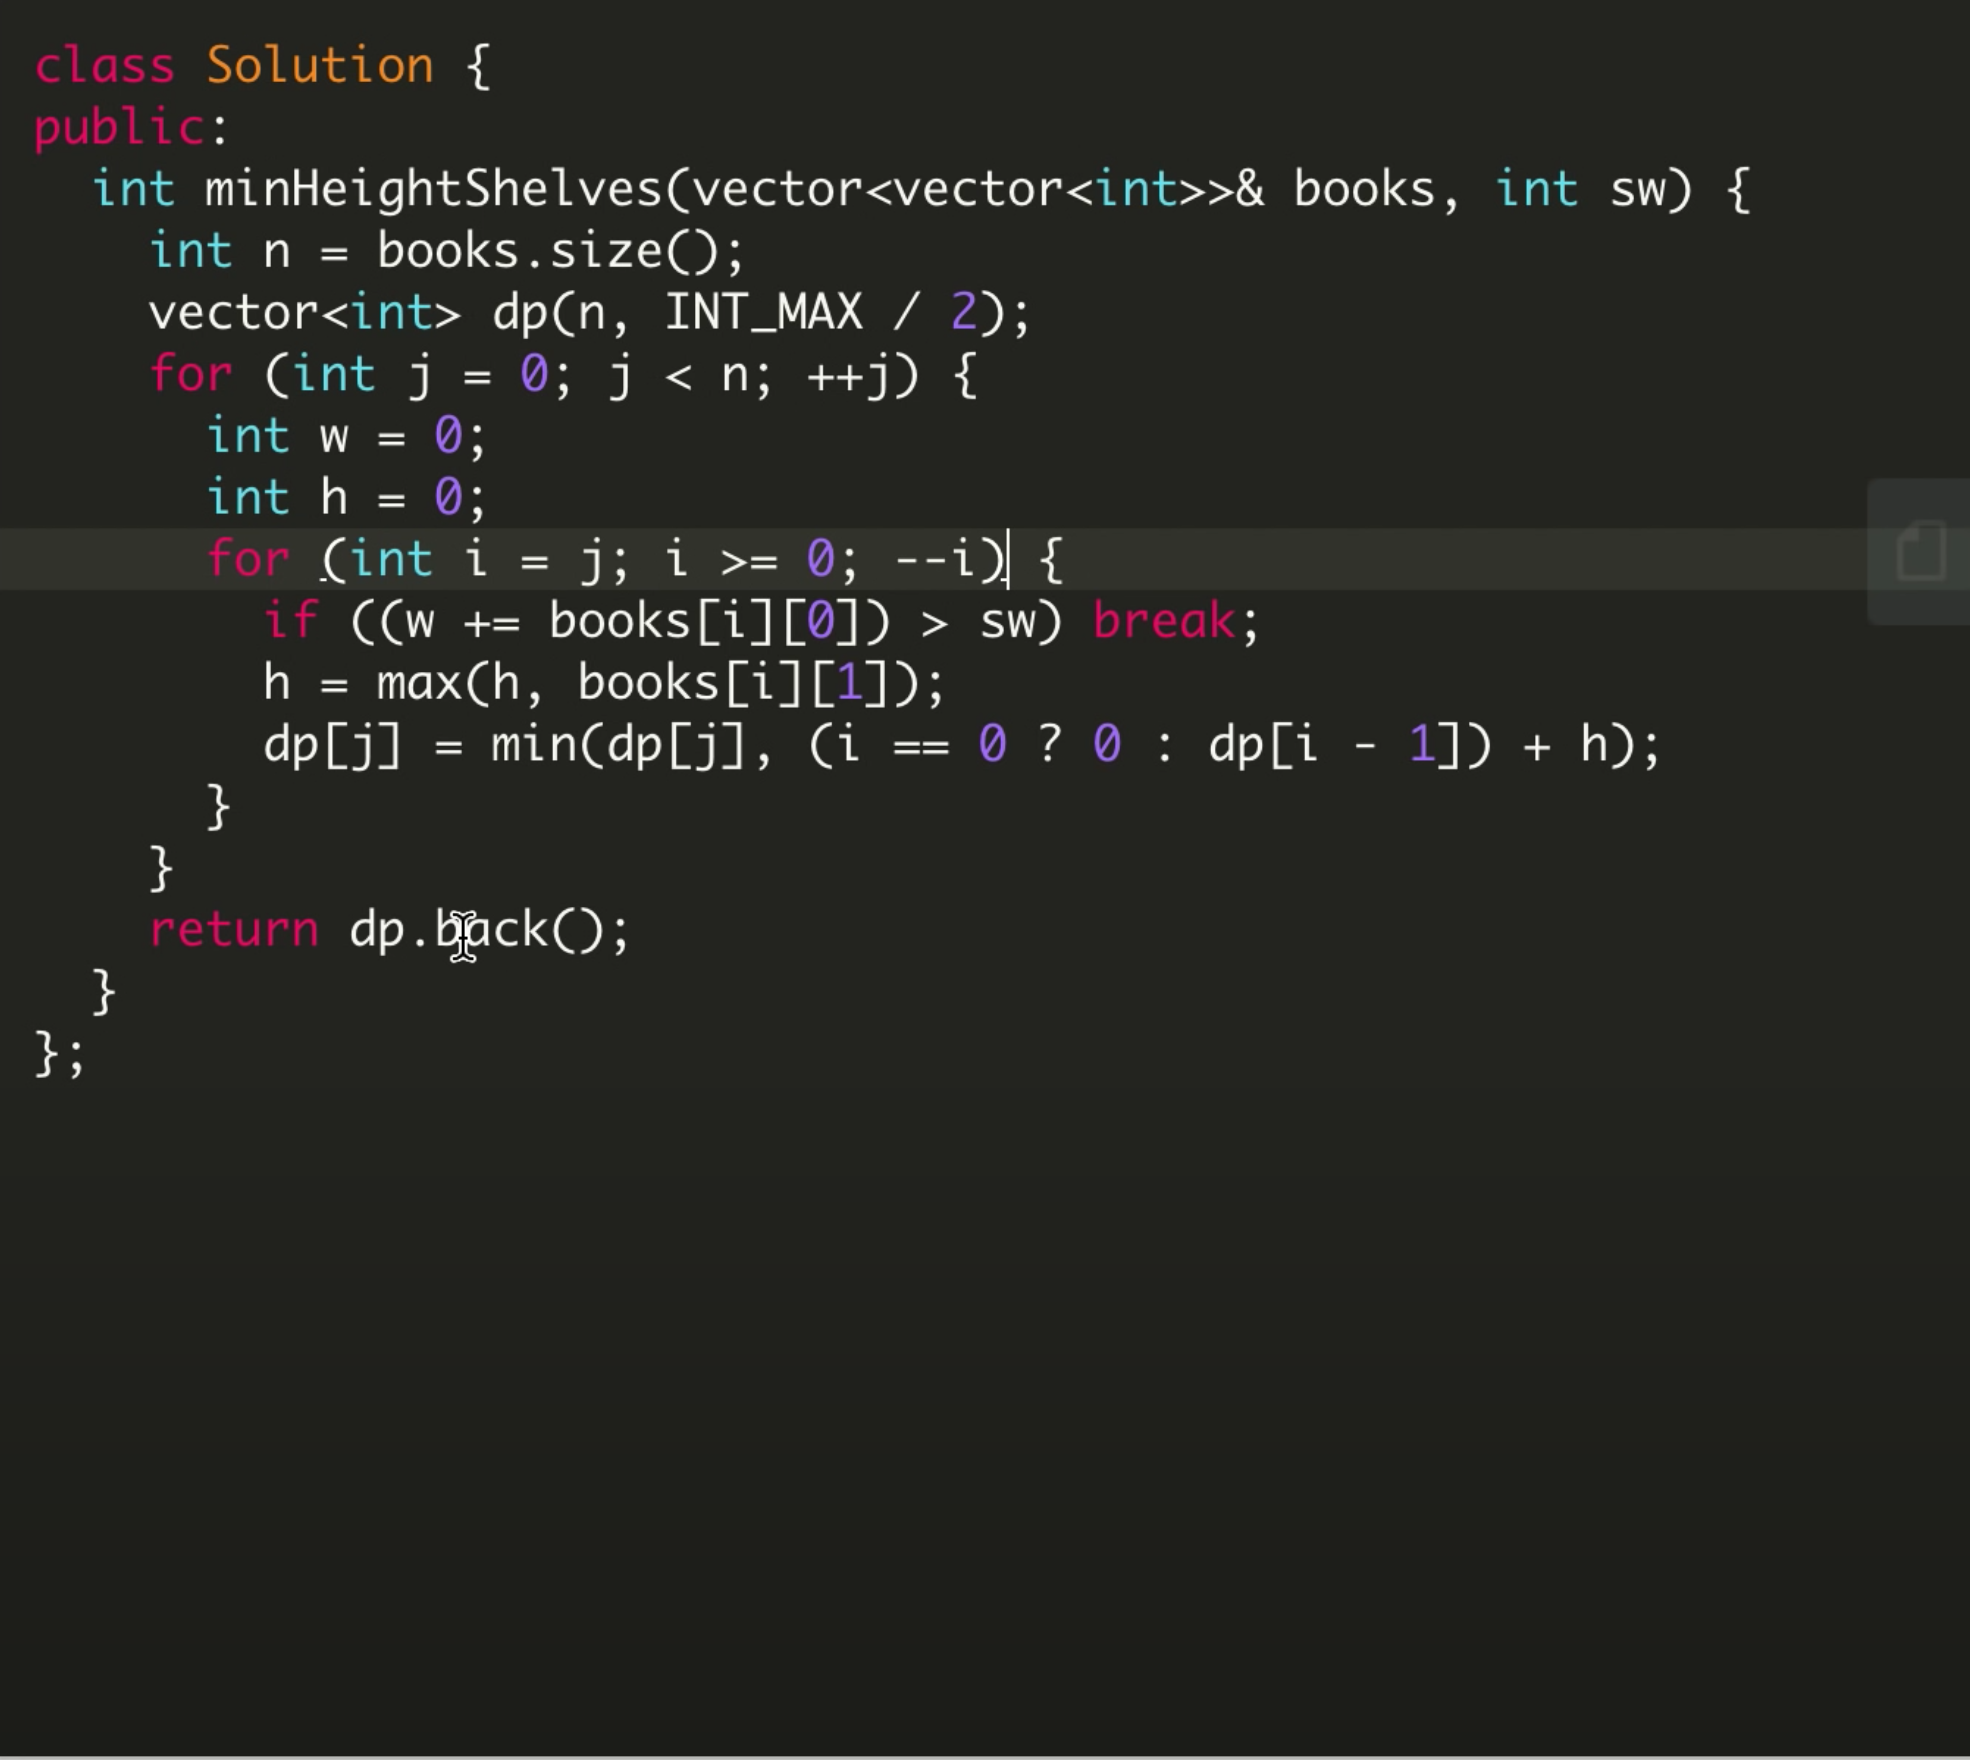 class Solution {
public:
  int minHeightShelves(vector<vector<int>>& books, int sw) {
    int n = books.size();
    vector<int> dp(n, INT_MAX / 2);
    for (int j = 0; j < n; ++j) {
      int w = 0;
      int h = 0;
      for (int i = j; i >= 0; --i) {
        if ((w += books[i][0]) > sw) break;
        h = max(h, books[i][1]);
        dp[j] = min(dp[j], (i == 0 ? 0 : dp[i - 1]) + h);
      }
    }
    return dp.back();
  }
};